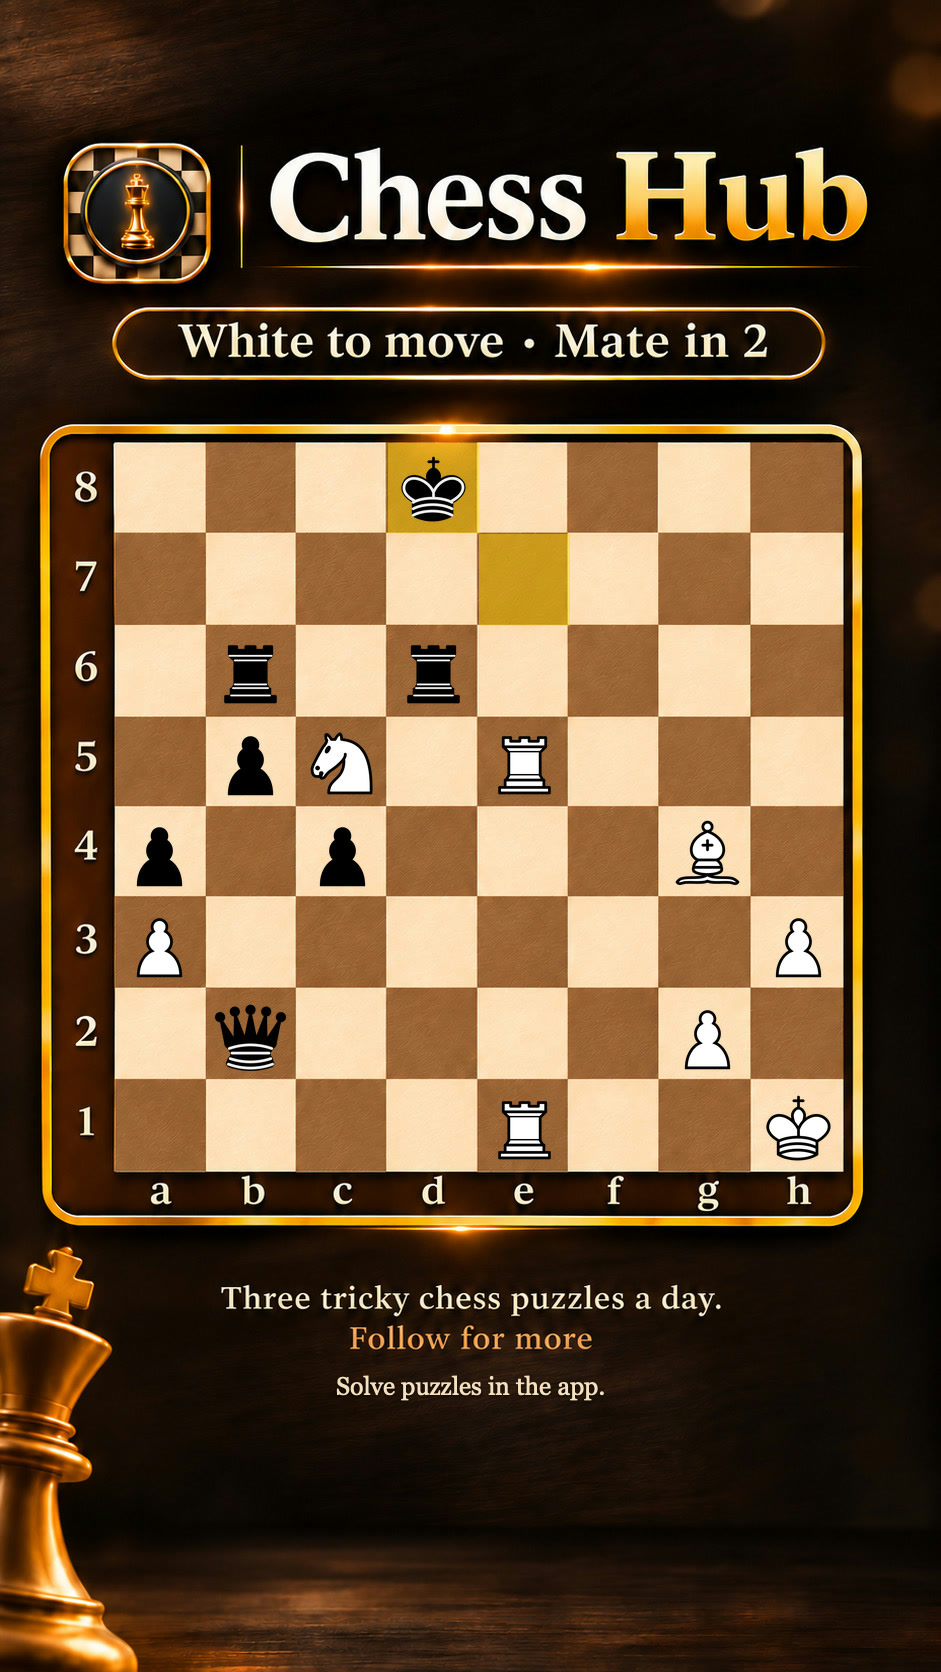 Chess Hub
White to move • Mate in 2
8
7
6
5
4
3
2
1
a b c d e f g h
Three tricky chess puzzles a day.
Follow for more
Solve puzzles in the app.